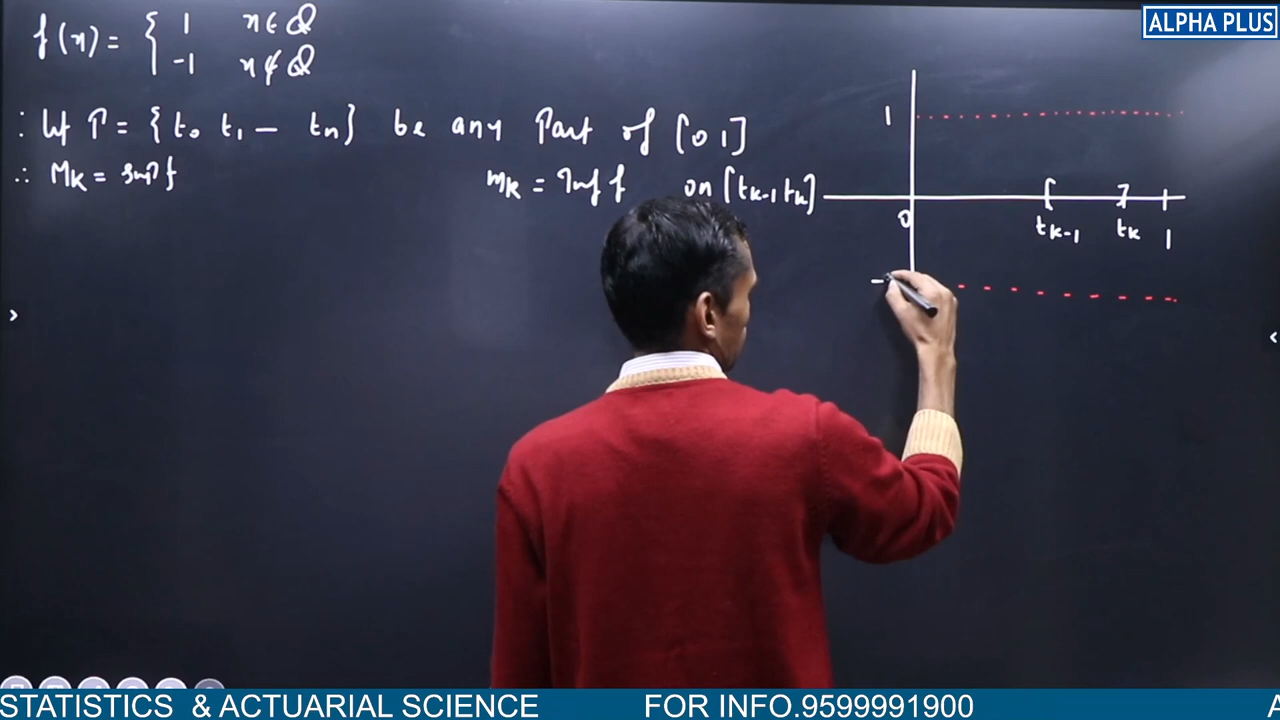 ALPHA PLUS
f(x) = { 1 x ∈ Q
-1 x ∉ Q
: Let P = {t0 t1 — tn} be any Part of [0 1]
∴ MK = Sup f mK = Inf f on [tK-1 tK]
1
0 tK-1 tK 1
-
STATISTICS & ACTUARIAL SCIENCE FOR INFO.9599991900 A